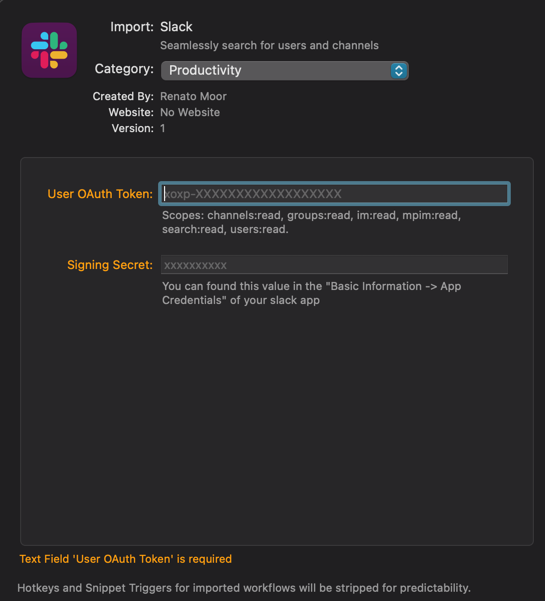 Import: Slack
Seamlessly search for users and channels
Category: Productivity
Created By: Renato Moor
Website: No Website
Version: 1
User OAuth Token: xoxp-XXXXXXXXXXXXXXXXXX
Scopes: channels:read, groups:read, im:read, mpim:read,
search:read, users:read.
Signing Secret: xxxxxxxxxx
You can found this value in the "Basic Information -> App
Credentials" of your slack app
Text Field 'User OAuth Token' is required
Hotkeys and Snippet Triggers for imported workflows will be stripped for predictability.